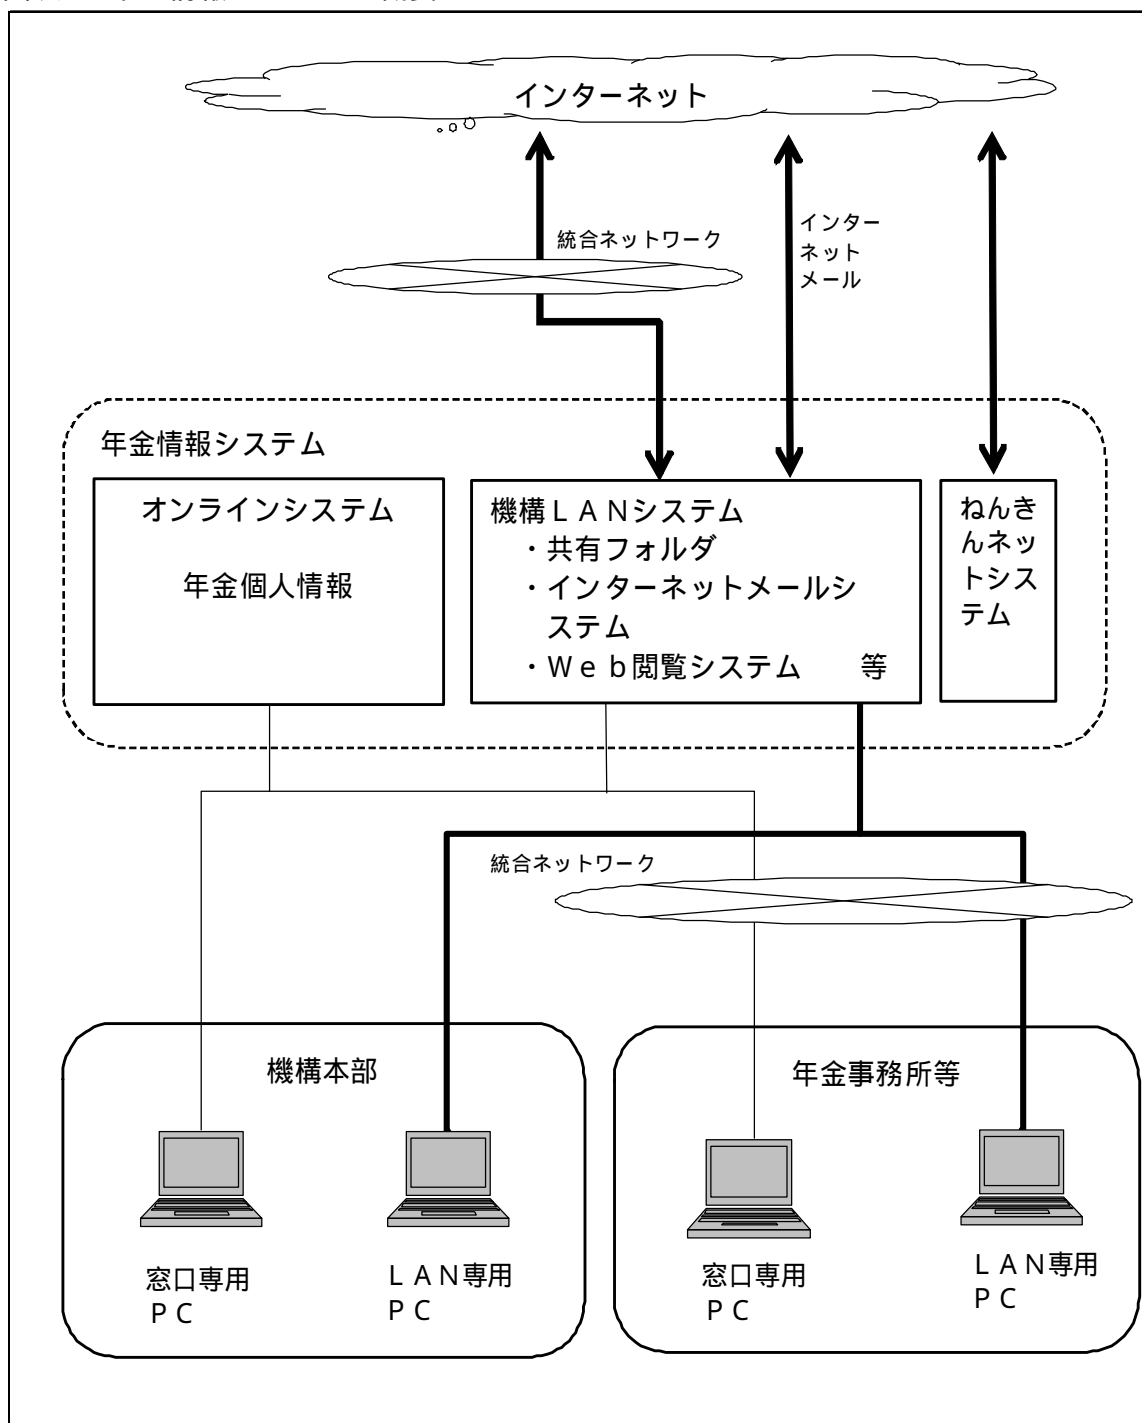 インターネット
統合ネットワーク
インター
ネット
メール
年金情報システム
オンラインシステム
年金個人情報
機構ＬＡＮシステム
・共有フォルダ
・インターネットメールシ
ステム
・Ｗｅｂ閲覧システム　等
ねんき
んネッ
トシス
テム
統合ネットワーク
機構本部
窓口専用
ＰＣ
ＬＡＮ専用
ＰＣ
年金事務所等
窓口専用
ＰＣ
ＬＡＮ専用
ＰＣ